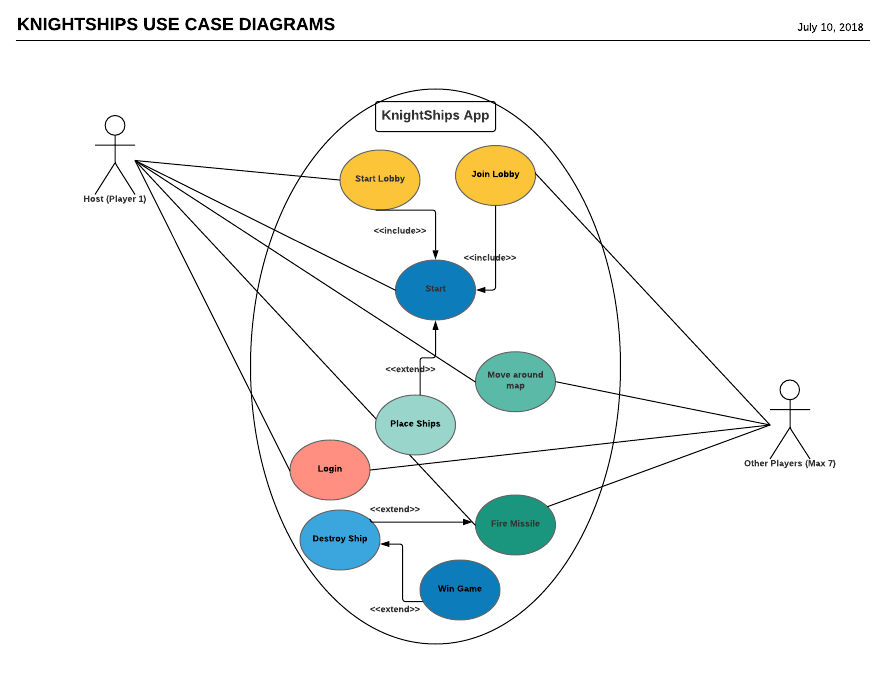 KNIGHTSHIPS USE CASE DIAGRAMS
July 10, 2018
KnightShips App
Start Lobby
Join Lobby
Host (Player 1)
<<include>>
<<include>>
Start
<<extend>>
Move around
map
Place Ships
Other Players (Max 7)
Login
<<extend>>
Fire Missile
Destroy Ship
Win Game
<<extend>>